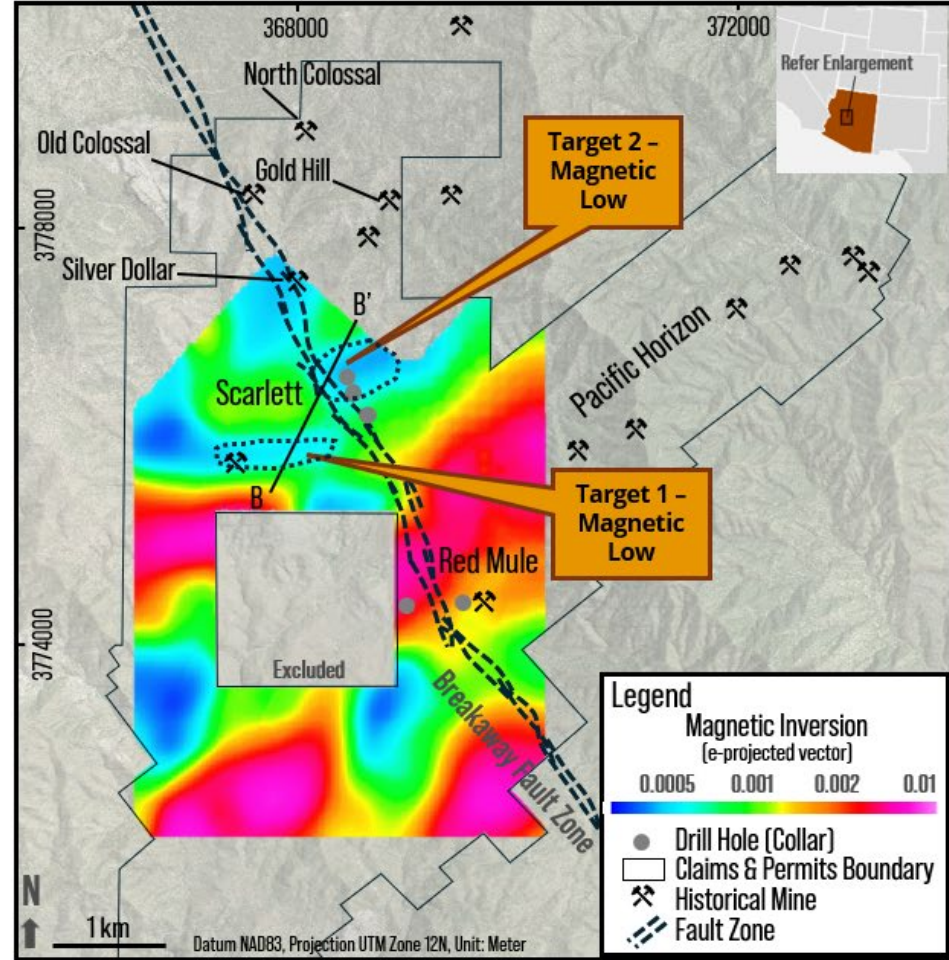 368000
372000
Refer Enlargement
North Colossal
Old Colossal
Gold Hill
Target 2 –
Magnetic
Low
3778000
Silver Dollar
B'
Pacific Horizon
Scarlett
B
Target 1 –
Magnetic
Low
Red Mule
3774000
Excluded
Breakaway Fault Zone
Legend
Magnetic Inversion
(e-projected vector)
0.0005 0.001 0.002 0.01
Drill Hole (Collar)
Claims & Permits Boundary
Historical Mine
Fault Zone
N
1 km
Datum NAD83, Projection UTM Zone 12N, Unit: Meter